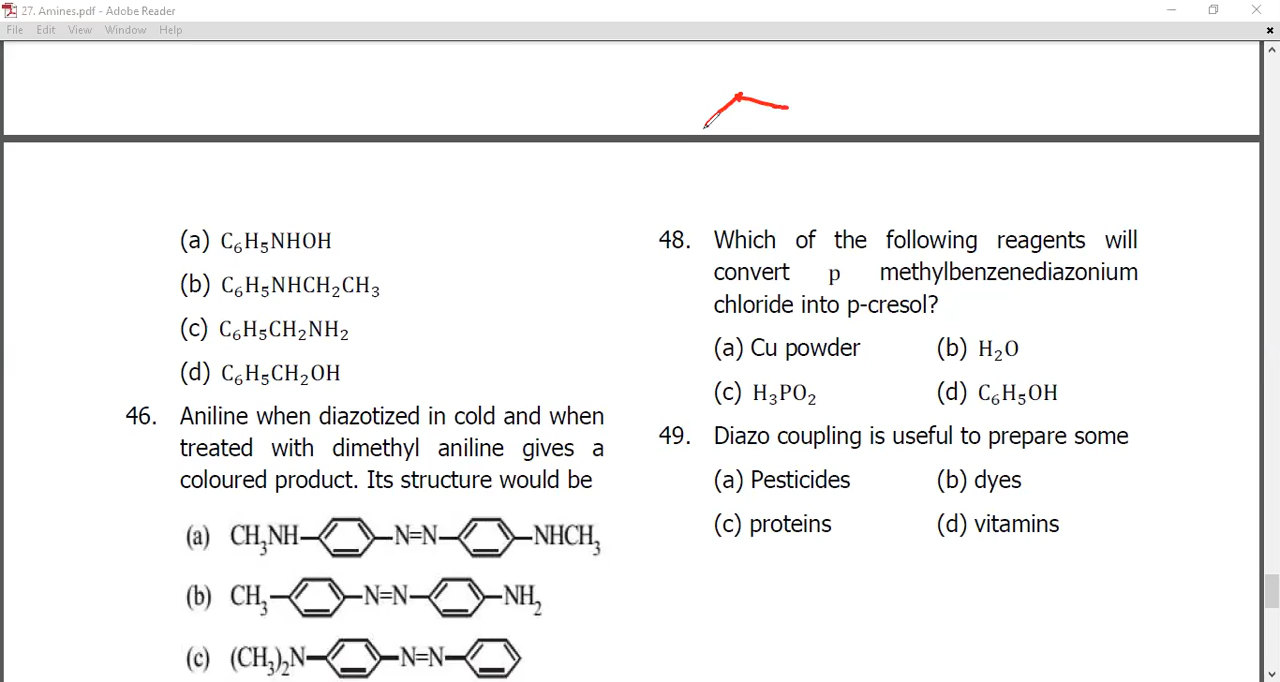 27. Amines.pdf - Adobe Reader
File Edit View Window Help
(a) C₆H₅NHOH
(b) C₆H₅NHCH₂CH₃
(c) C₆H₅CH₂NH₂
(d) C₆H₅CH₂OH
46. Aniline when diazotized in cold and when
treated with dimethyl aniline gives a
coloured product. Its structure would be
(a) CH₃NH–N=N–NHCH₃
(b) CH₃–N=N–NH₂
(c) (CH₃)₂N–N=N–
48. Which of the following reagents will
convert p methylbenzenediazonium
chloride into p-cresol?
(a) Cu powder (b) H₂O
(c) H₃PO₂ (d) C₆H₅OH
49. Diazo coupling is useful to prepare some
(a) Pesticides (b) dyes
(c) proteins (d) vitamins